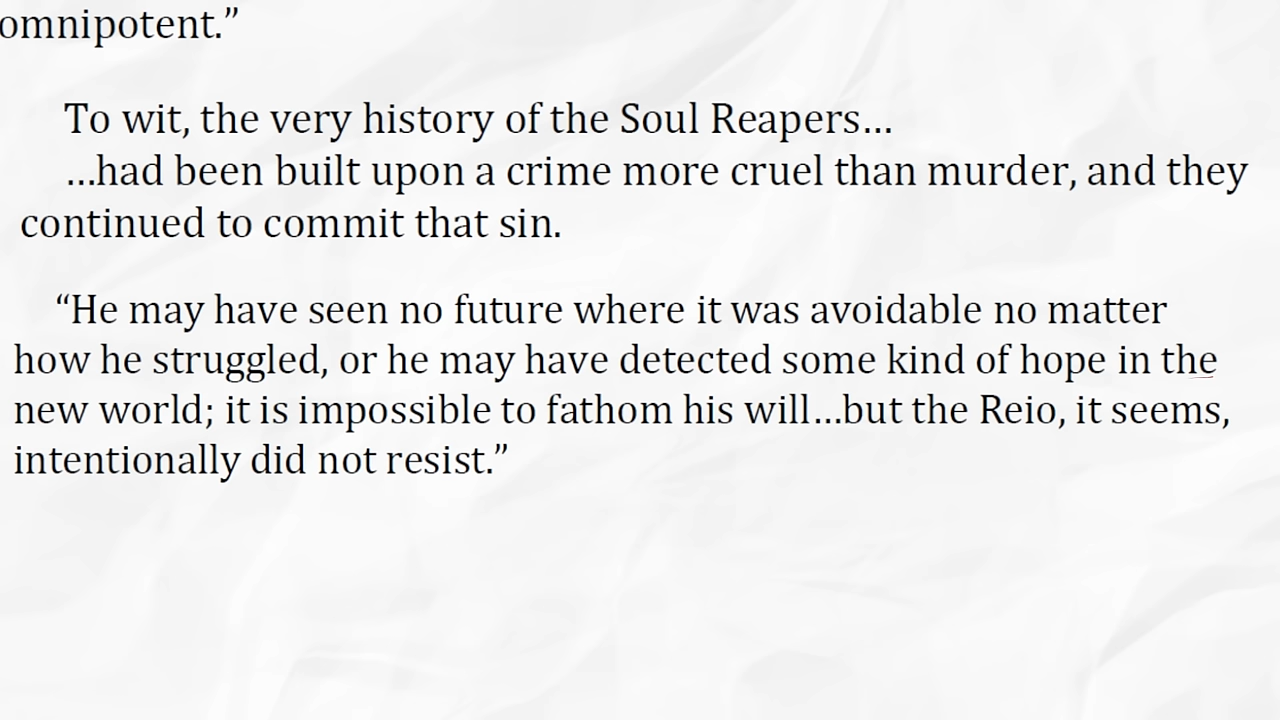 omnipotent.”
To wit, the very history of the Soul Reapers…
…had been built upon a crime more cruel than murder, and they
continued to commit that sin.
“He may have seen no future where it was avoidable no matter
how he struggled, or he may have detected some kind of hope in the
new world; it is impossible to fathom his will…but the Reio, it seems,
intentionally did not resist.”